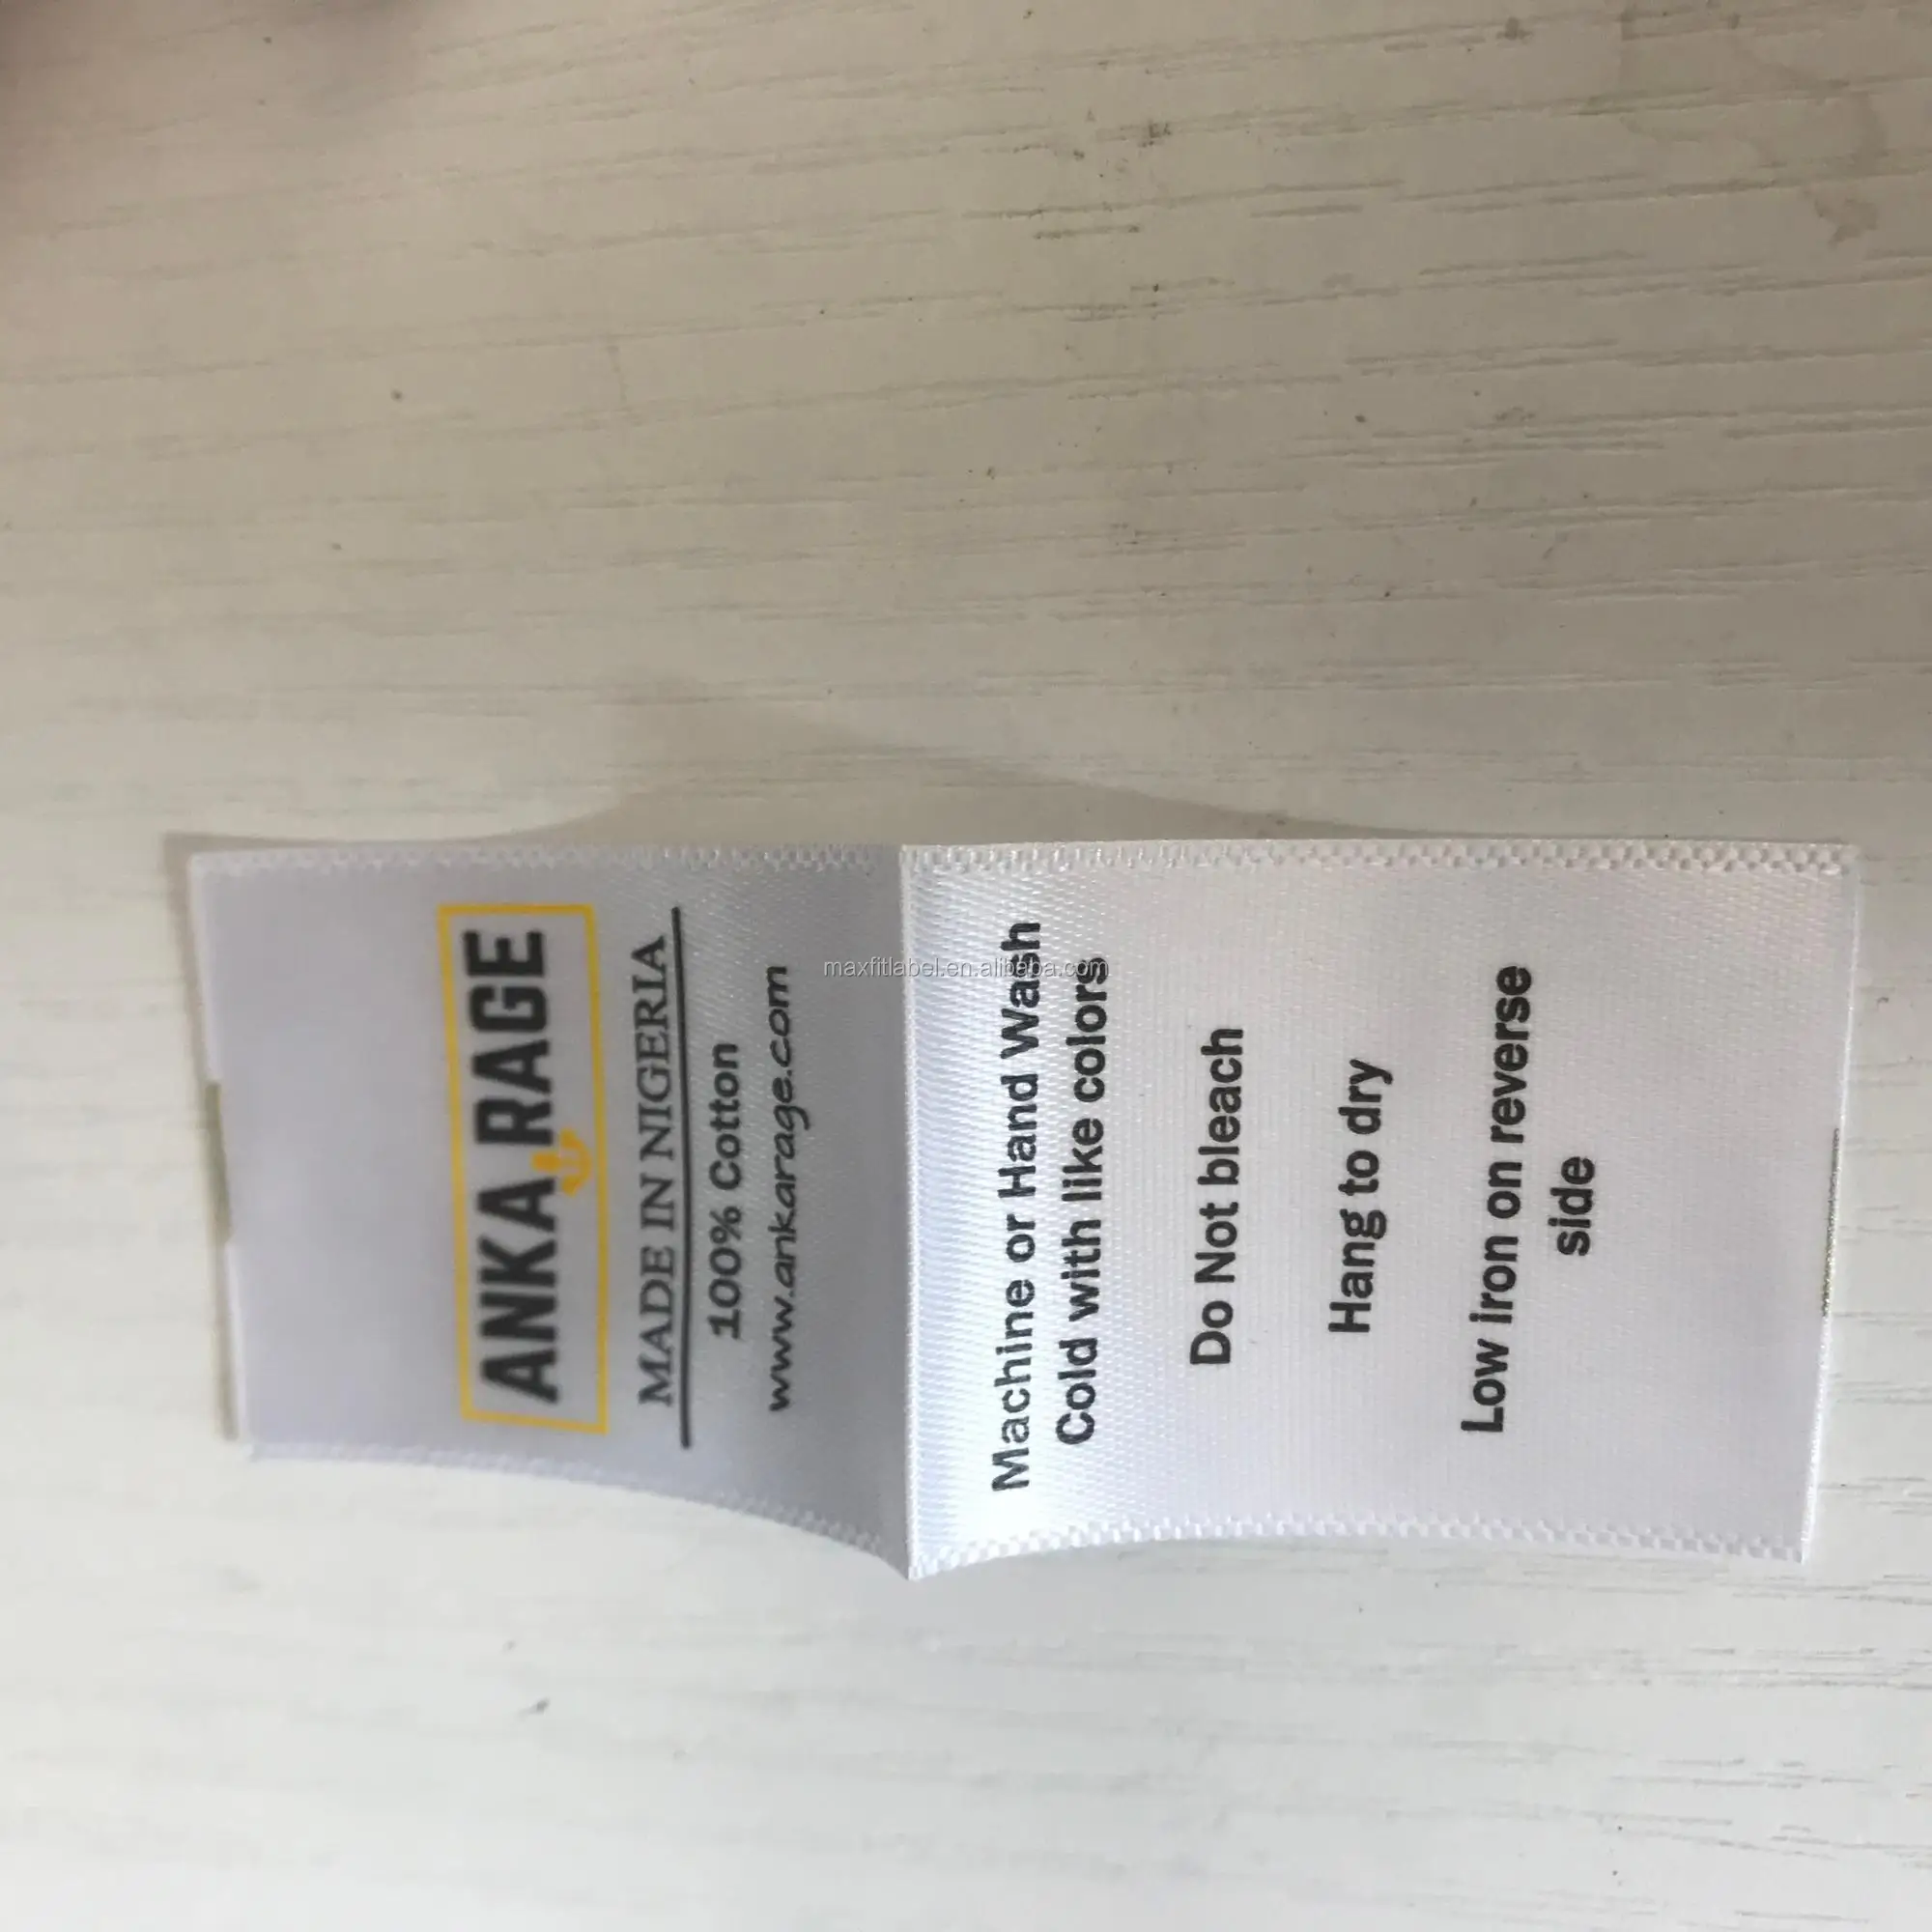 ANKA RAGE
MADE IN NIGERIA
100% Cotton
www.ankarage.com
Machine or Hand Wash
Cold with like colors
Do Not bleach
Hang to dry
Low iron on reverse
side
maxfitlabel.en.alibaba.com